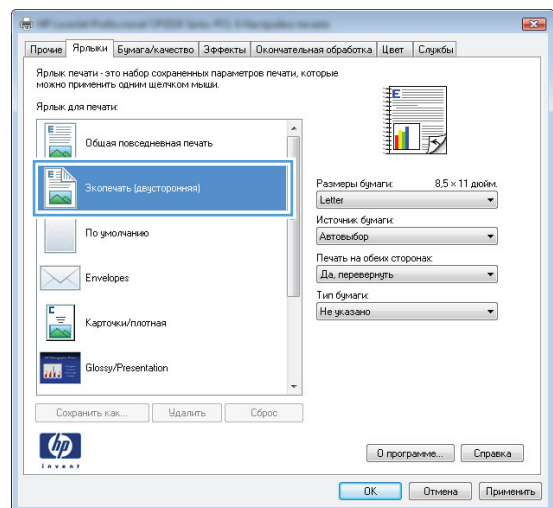 Прочие Ярлыки Бумага/качество Эффекты Окончательная обработка Цвет Службы
Ярлык печати - это набор сохраненных параметров печати, которые
можно применить одним щелчком мыши.
Ярлык для печати:
Общая повседневная печать
Экопечать (двусторонняя)
По умолчанию
Envelopes
Карточки/плотная
Glossy/Presentation
Сохранить как... Удалить Сброс
E
Размеры бумаги: 8,5 × 11 дюйм.
Letter
Источник бумаги:
Автовыбор
Печать на обеих сторонах:
Да, перевернуть
Тип бумаги:
Не указано
hp
invent
О программе... Справка
OK Отмена Применить